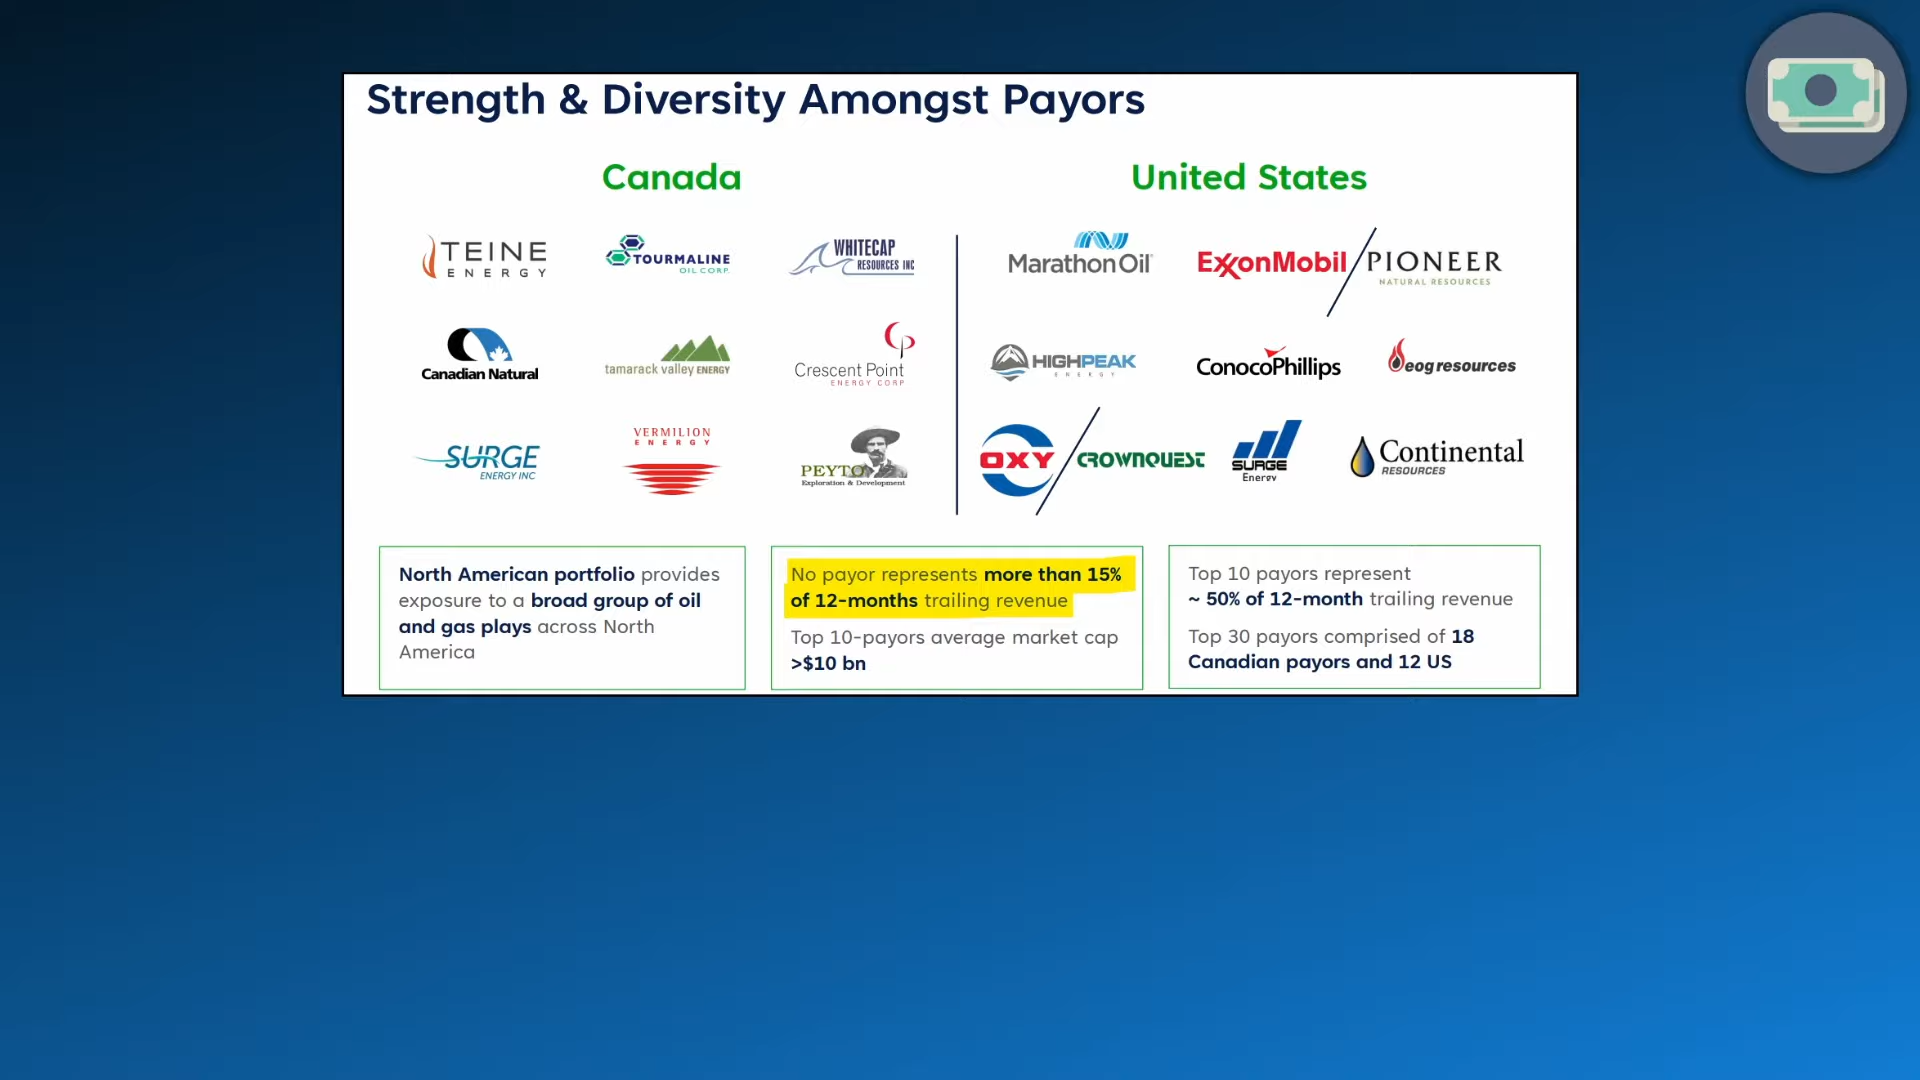 Strength & Diversity Amongst Payors
Canada
United States
TEINE
ENERGY
TOURMALINE
OIL CORP.
WHITECAP
RESOURCES INC
Canadian Natural
tamarack valley ENERGY
Crescent Point
ENERGY CORP
SURGE
ENERGY INC
VERMILION
ENERGY
PEYTO
Exploration & Development
Marathon Oil
ExxonMobil
PIONEER
NATURAL RESOURCES
HIGHPEAK
ENERGY
ConocoPhillips
eog resources
OXY
CROWNQUEST
SURGE
Energy
Continental
RESOURCES
North American portfolio provides
exposure to a broad group of oil
and gas plays across North
America
No payor represents more than 15%
of 12-months trailing revenue
Top 10-payors average market cap
>$10 bn
Top 10 payors represent
~ 50% of 12-month trailing revenue
Top 30 payors comprised of 18
Canadian payors and 12 US